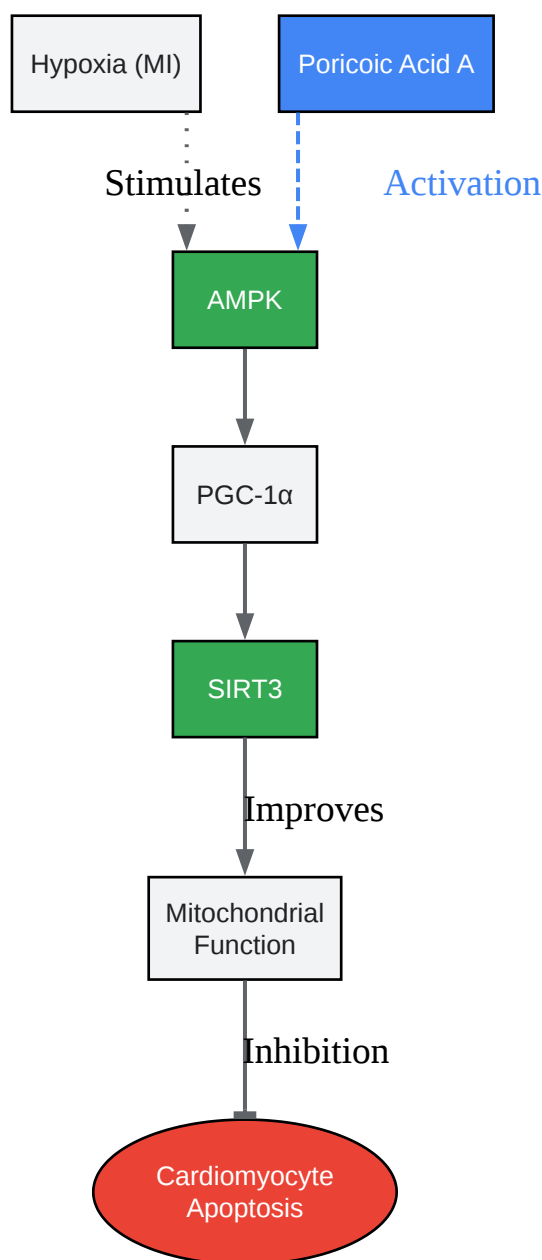 Hypoxia (MI)
Poricoic Acid A
Stimulates
Activation
AMPK
PGC-1α
SIRT3
Improves
Mitochondrial
Function
Inhibition
Cardiomyocyte
Apoptosis